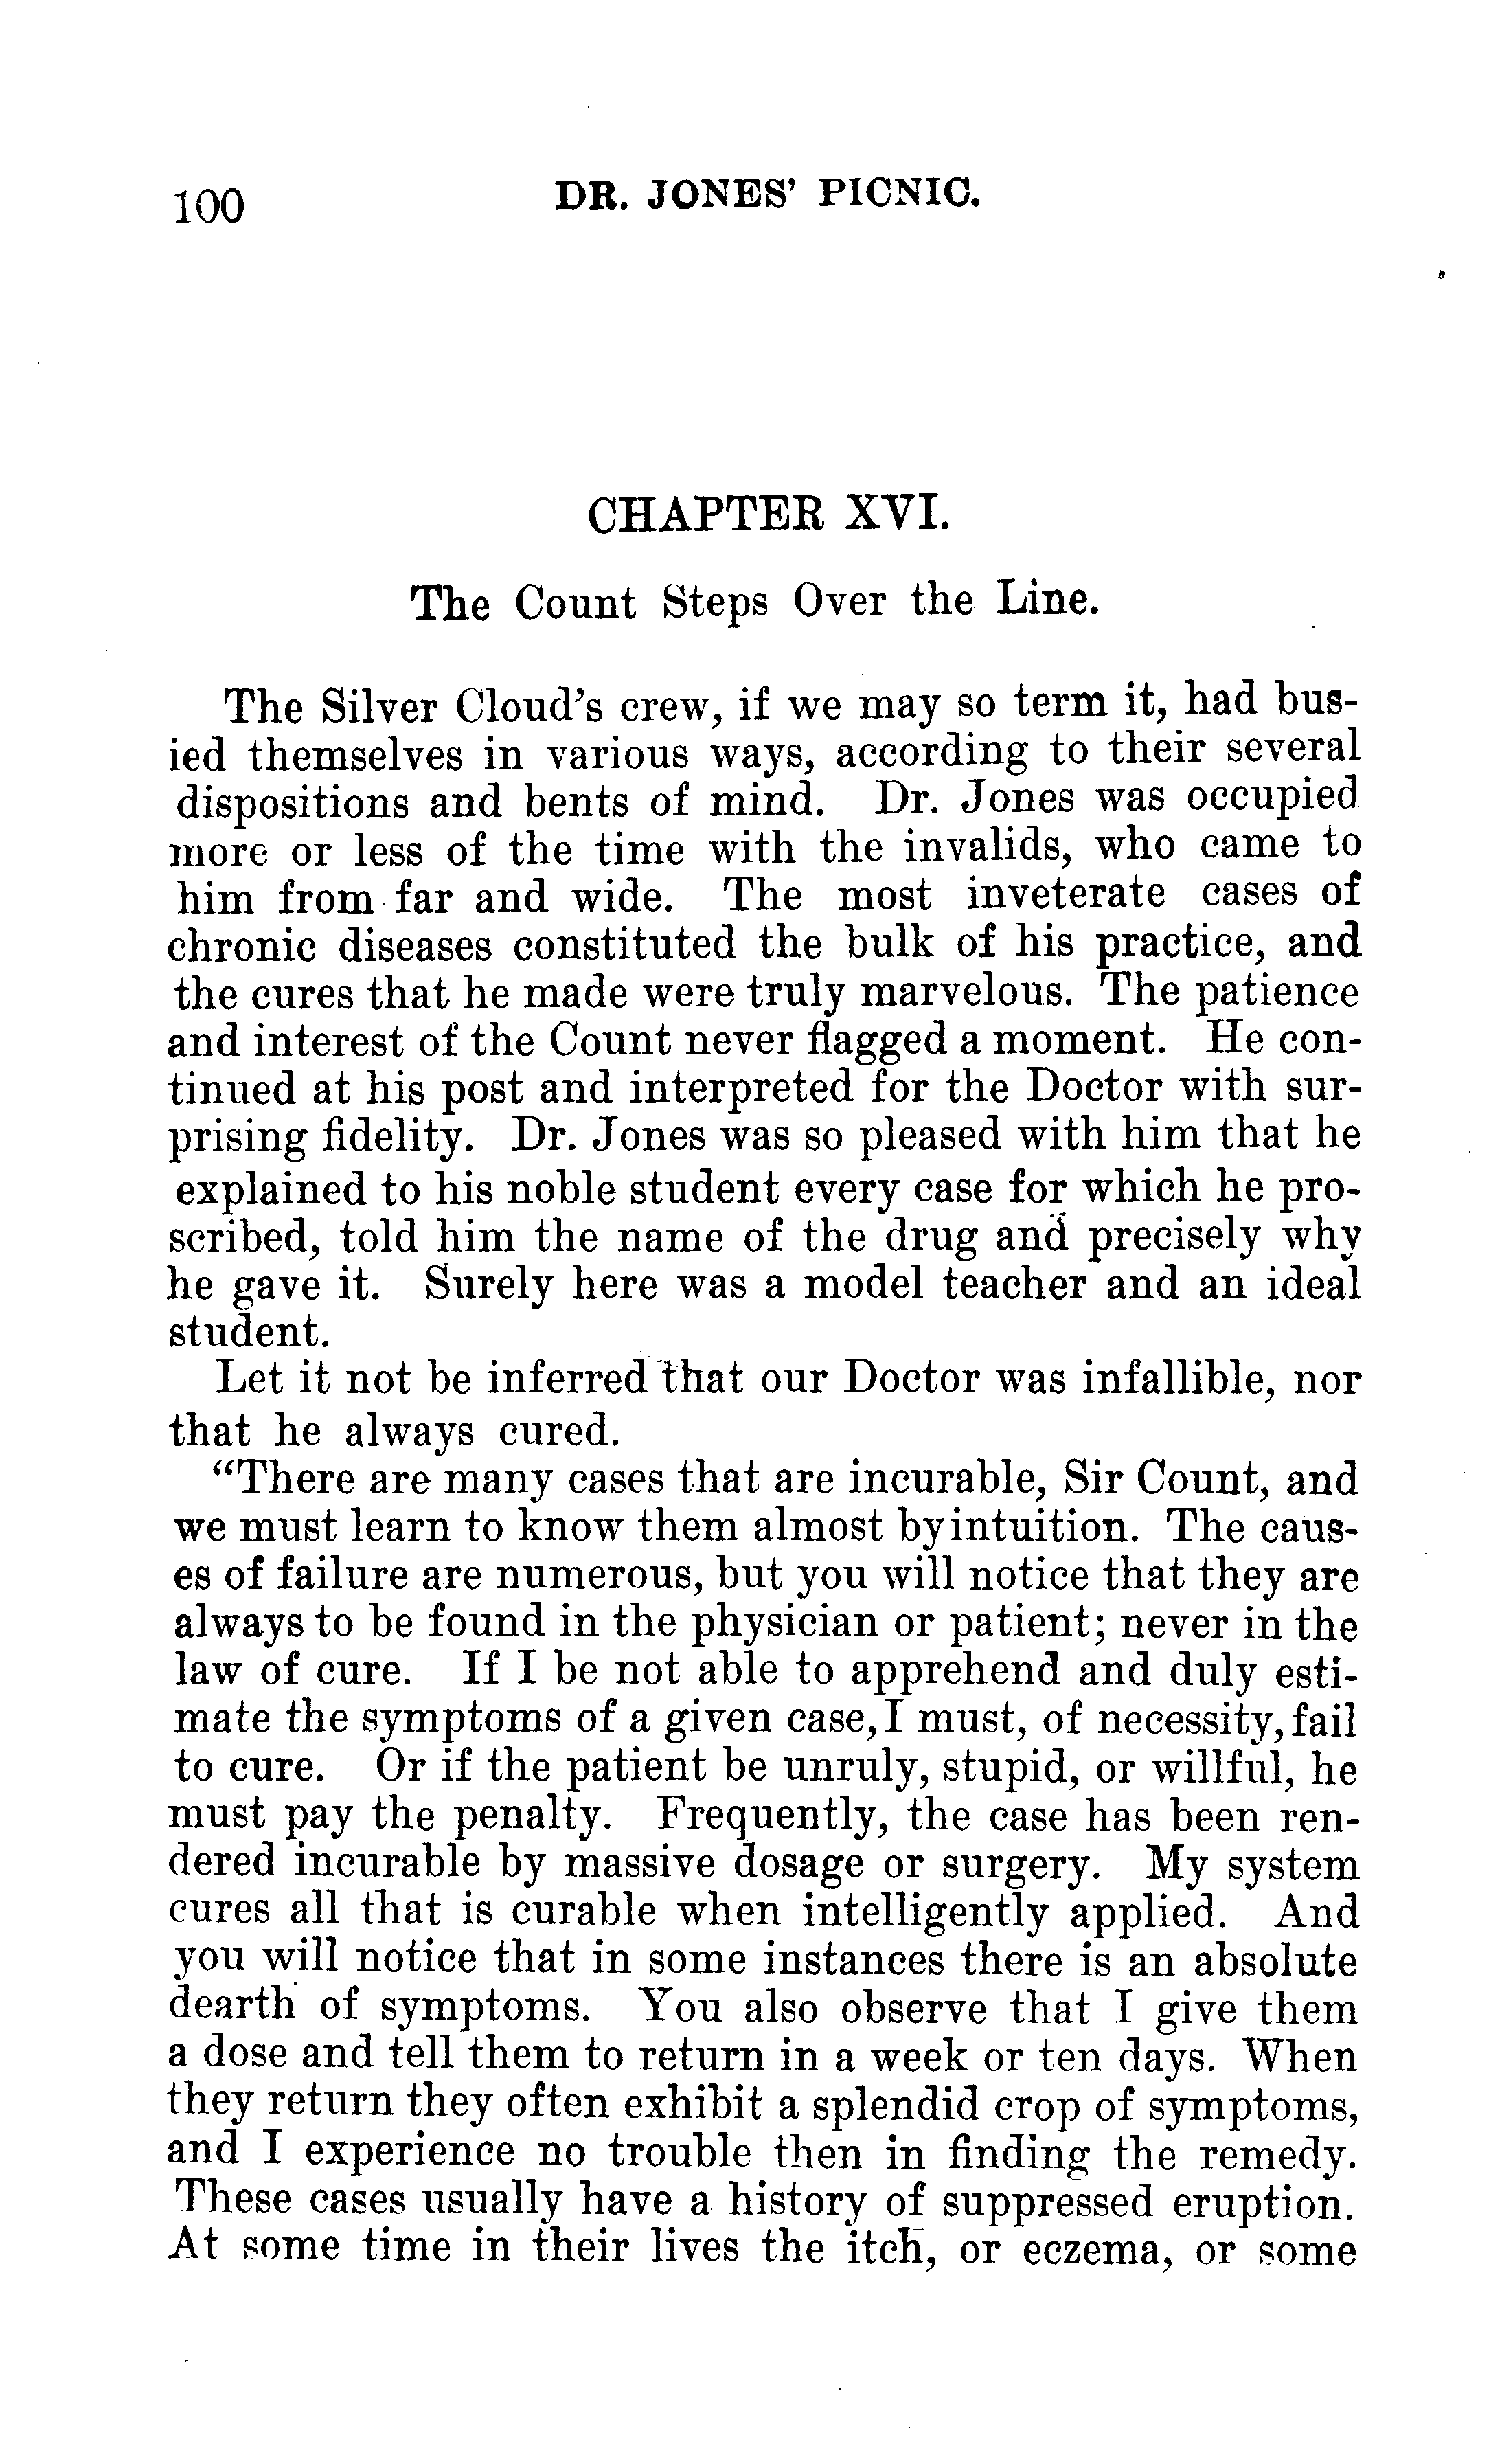 100
DR. JONES' PICNIC.
CHAPTER XVI.
The Count Steps Over the Line.
The Silver Cloud's crew, if we may so term it, had bus-
ied themselves in various ways, according to their several
dispositions and bents of mind. Dr. Jones was occupied
more or less of the time with the invalids, who came to
him from far and wide. The most inveterate cases of
chronic diseases constituted the bulk of his practice, and
the cures that he made were truly marvelous. The patience
and interest of the Count never flagged a moment. He con-
tinued at his post and interpreted for the Doctor with sur-
prising fidelity. Dr. Jones was so pleased with him that he
explained to his noble student every case for which he pro-
scribed, told him the name of the drug and precisely why
he gave it. Surely here was a model teacher and an ideal
student.
Let it not be inferred that our Doctor was infallible, nor
that he always cured.
"There are many cases that are incurable, Sir Count, and
we must learn to know them almost by intuition. The caus-
es of failure are numerous, but you will notice that they are
always to be found in the physician or patient; never in the
law of cure. If I be not able to apprehend and duly esti-
mate the symptoms of a given case, I must, of necessity, fail
to cure. Or if the patient be unruly, stupid, or willful, he
must pay the penalty. Frequently, the case has been ren-
dered incurable by massive dosage or surgery. My system
cures all that is curable when intelligently applied. And
you will notice that in some instances there is an absolute
dearth of symptoms. You also observe that I give them
a dose and tell them to return in a week or ten days. When
they return they often exhibit a splendid crop of symptoms,
and I experience no trouble then in finding the remedy.
These cases usually have a history of suppressed eruption.
At some time in their lives the itch, or eczema, or some